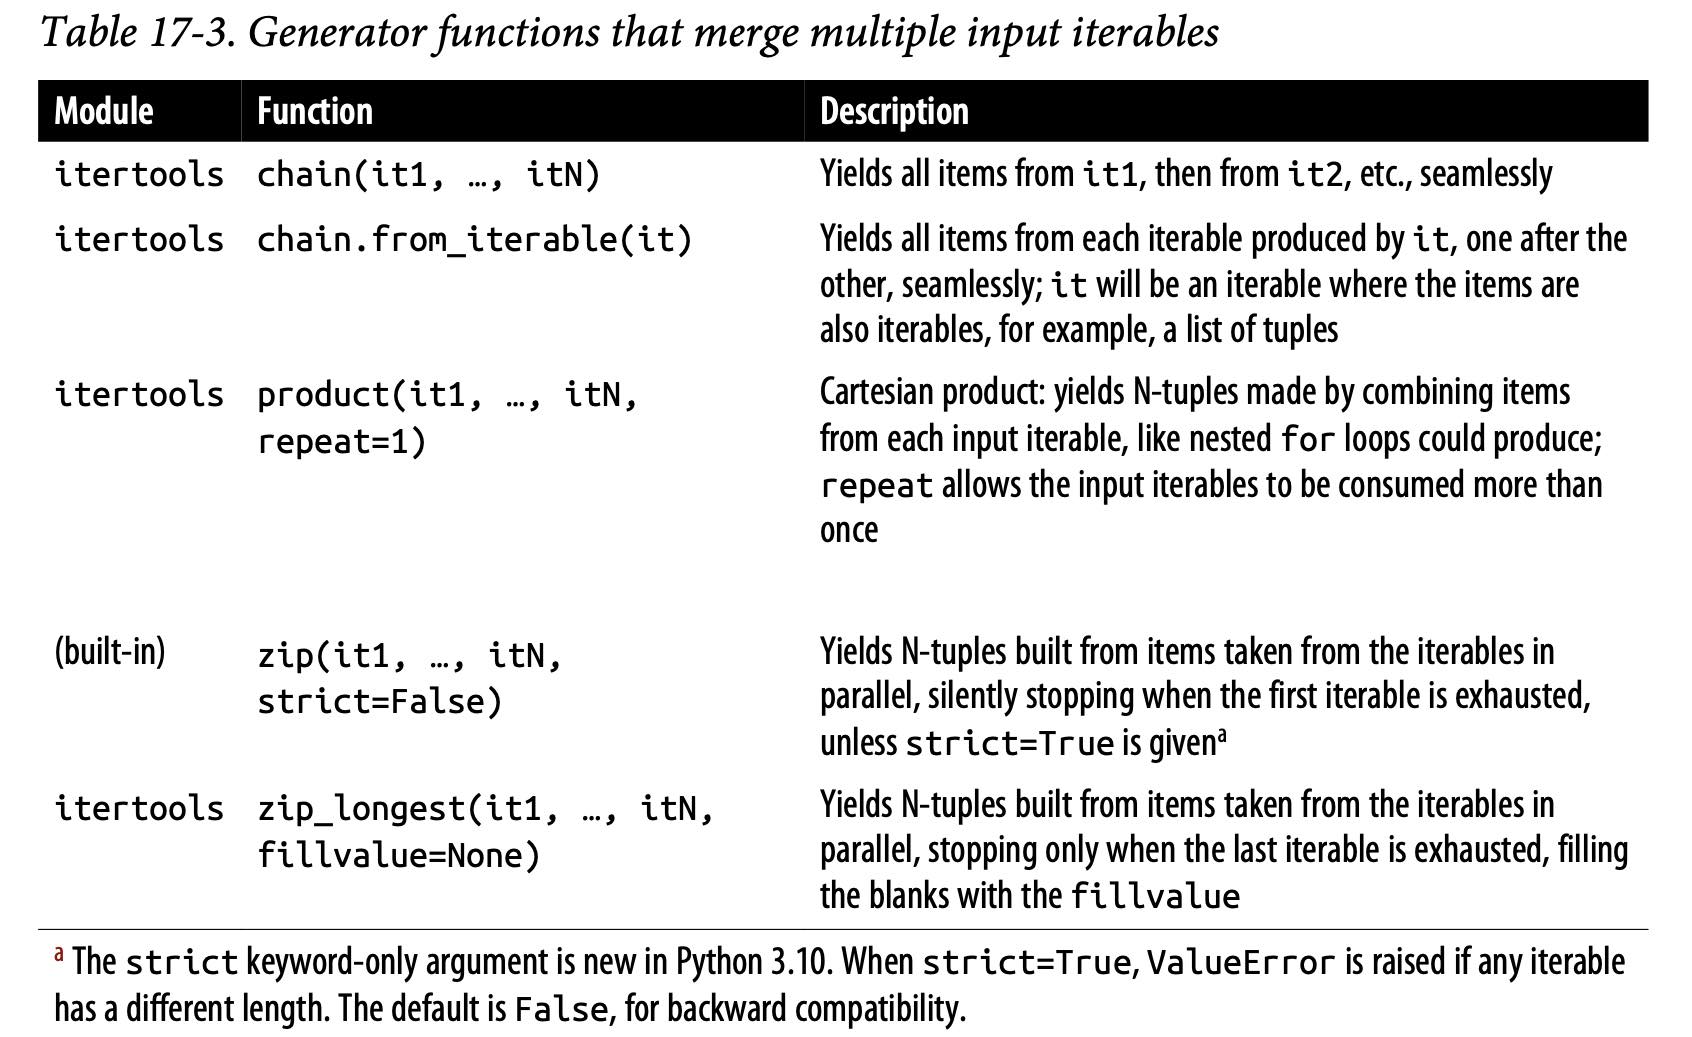 Table 17-3. Generator functions that merge multiple input iterables
Module Function Description
itertools chain(it1, …, itN) Yields all items from it1, then from it2, etc., seamlessly
itertools chain.from_iterable(it) Yields all items from each iterable produced by it, one after the
other, seamlessly; it will be an iterable where the items are
also iterables, for example, a list of tuples
itertools product(it1, …, itN, Cartesian product: yields N-tuples made by combining items
repeat=1) from each input iterable, like nested for loops could produce;
repeat allows the input iterables to be consumed more than
once
(built-in) zip(it1, …, itN, Yields N-tuples built from items taken from the iterables in
strict=False) parallel, silently stopping when the first iterable is exhausted,
unless strict=True is given a
itertools zip_longest(it1, …, itN, Yields N-tuples built from items taken from the iterables in
fillvalue=None) parallel, stopping only when the last iterable is exhausted, filling
the blanks with the fillvalue
a The strict keyword-only argument is new in Python 3.10. When strict=True, ValueError is raised if any iterable
has a different length. The default is False, for backward compatibility.